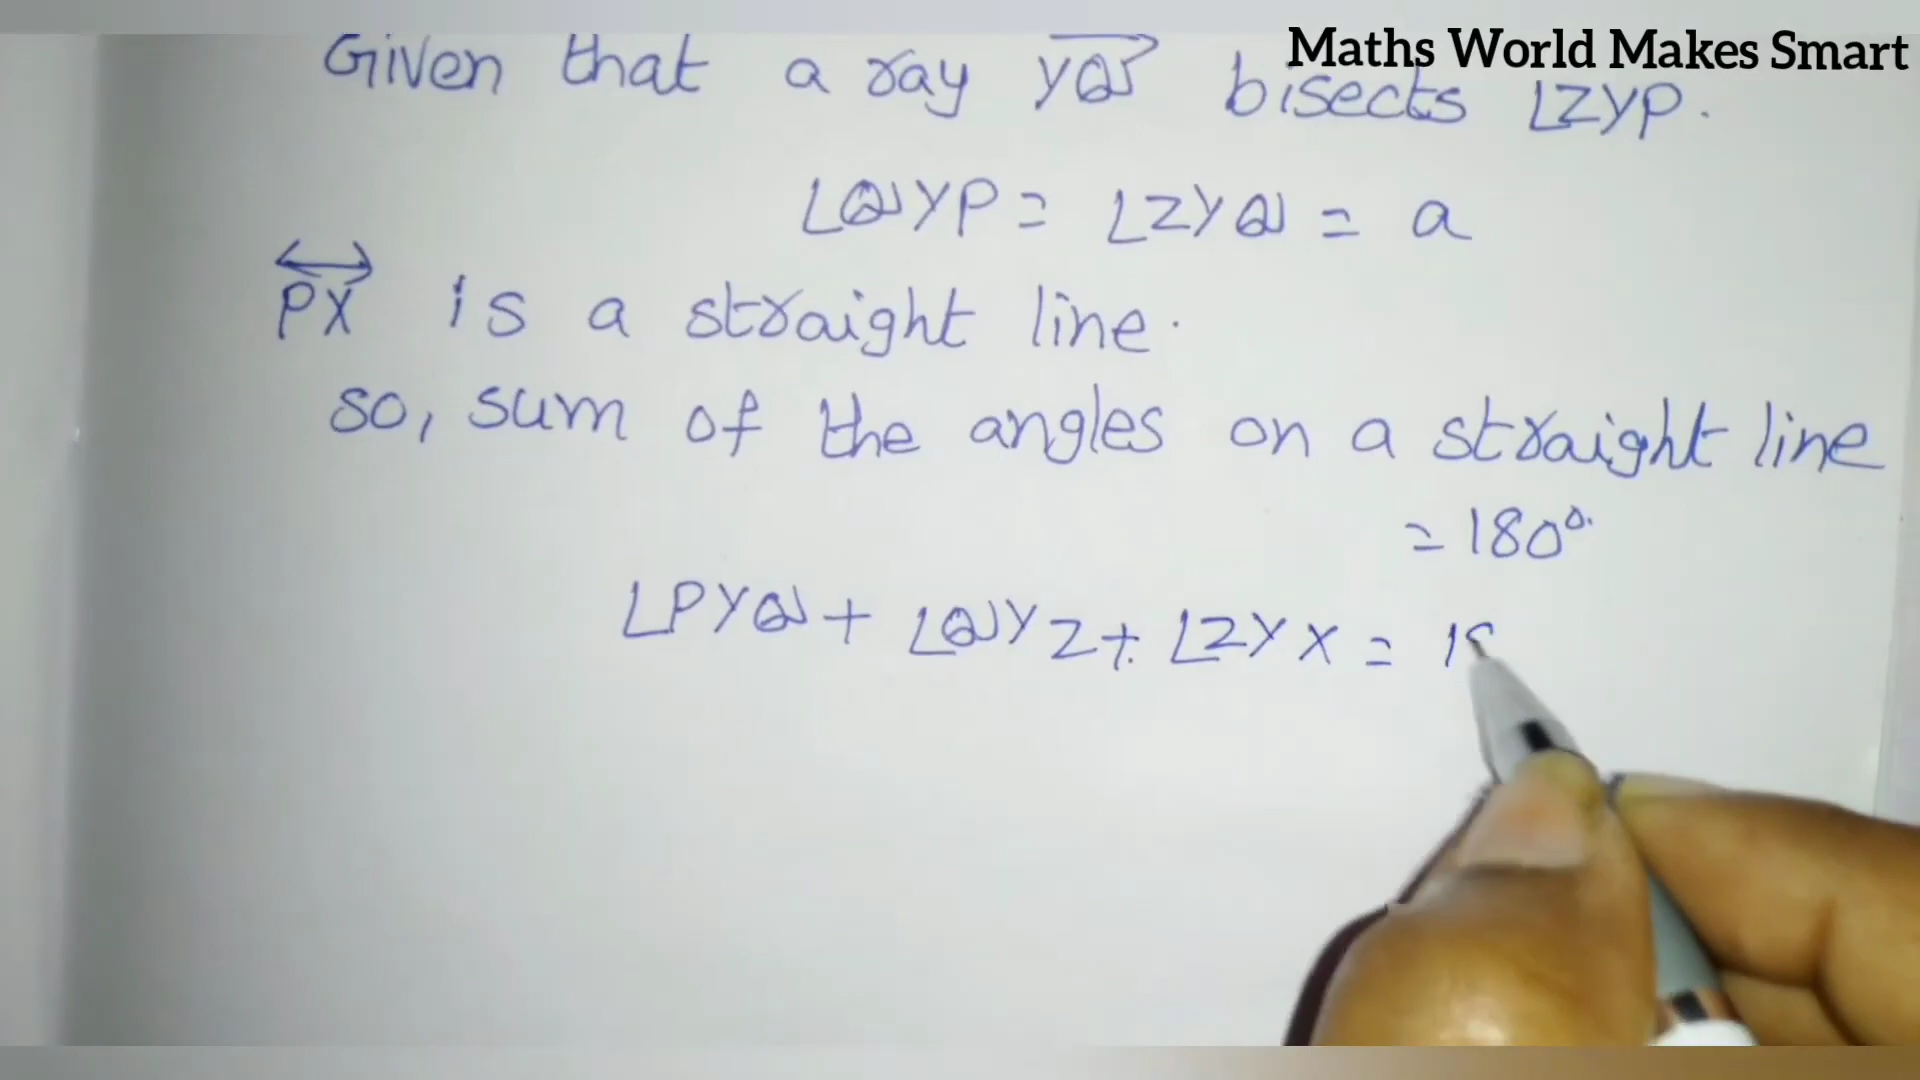 Maths World Makes Smart
Given that a ray YQ bisects ∠ZYP.
∠QYP = ∠ZYQ = a
PX is a straight line.
so, sum of the angles on a straight line
= 180°.
∠PYQ + ∠QYZ + ∠ZYX = 18